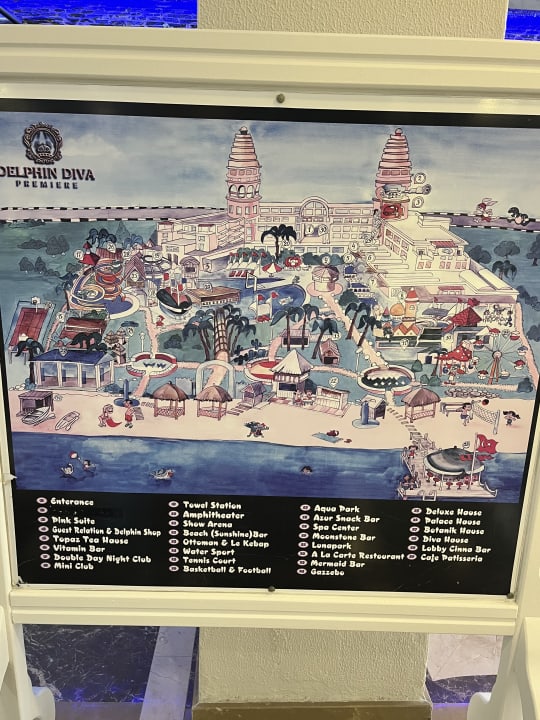 DELPHIN DIVA
PREMIERE
Enterance
Pink Suite
Guest Relation & Delphin Shop
Topaz Tea House
Vitamin Bar
Double Day Night Club
Mini Club
Towel Station
Amphitheater
Show Arena
Beach (Sunshine)Bar
Ottoman & Le Kebap
Water Sport
Tennis Court
Basketball & Football
Aqua Park
Azur Snack Bar
Spa Center
Moonstone Bar
Lunapark
A La Carte Restaurant
Mermaid Bar
Gazzebo
Deluxe House
Palace House
Botanik House
Diva House
Lobby Cinna Bar
Cafe Patisseria